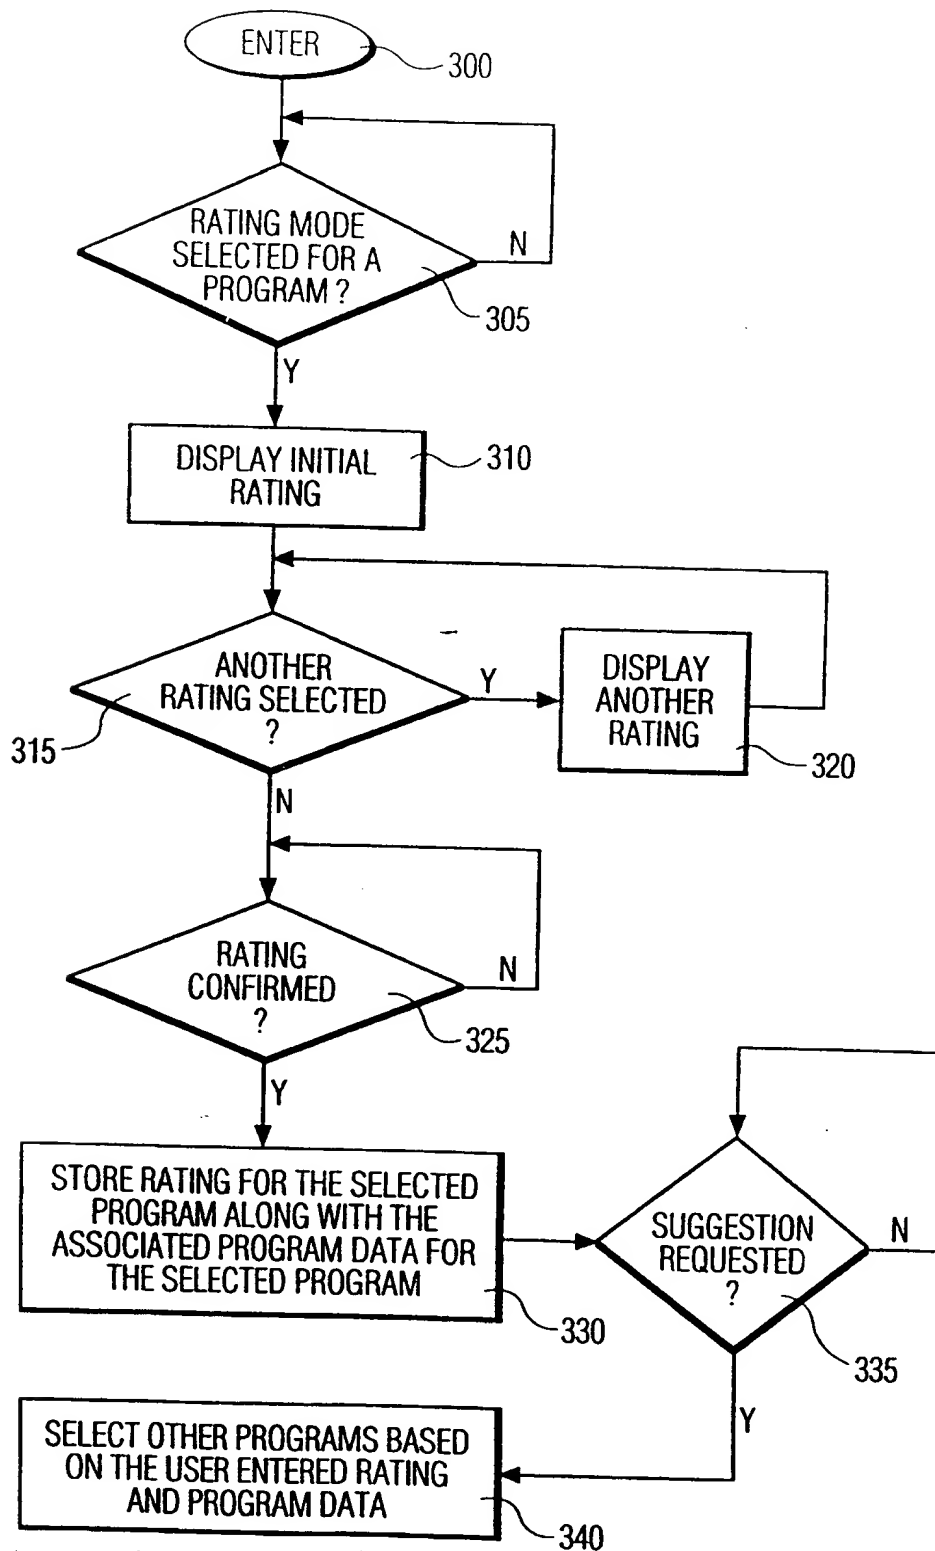 ENTER
300
RATING MODE
SELECTED FOR A
PROGRAM ?
N
305
Y
DISPLAY INITIAL
RATING
310
ANOTHER
RATING SELECTED
?
Y
315
DISPLAY
ANOTHER
RATING
320
N
RATING
CONFIRMED
?
N
325
Y
STORE RATING FOR THE SELECTED
PROGRAM ALONG WITH THE
ASSOCIATED PROGRAM DATA FOR
THE SELECTED PROGRAM
330
SUGGESTION
REQUESTED
?
N
335
Y
SELECT OTHER PROGRAMS BASED
ON THE USER ENTERED RATING
AND PROGRAM DATA
340